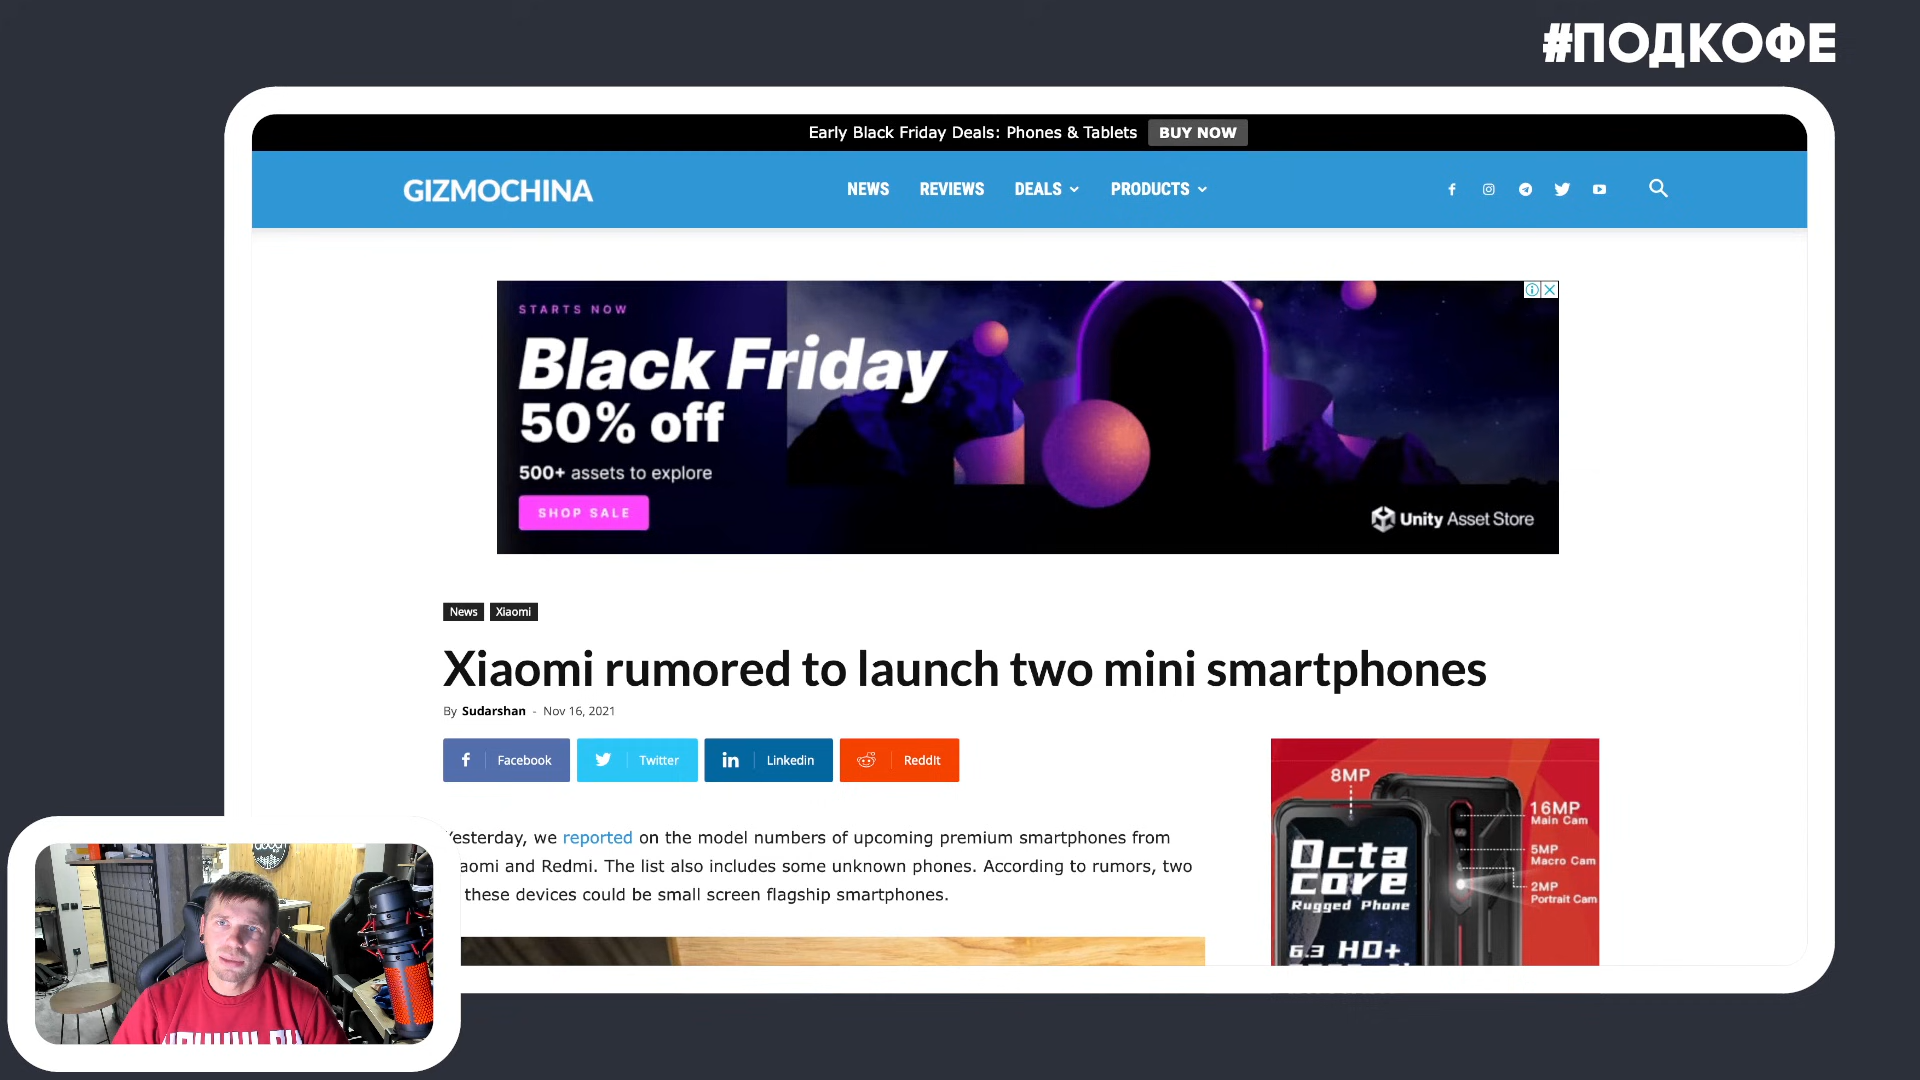 #ПОДКОФЕ
Early Black Friday Deals: Phones & Tablets BUY NOW
GIZMOCHINA
NEWS REVIEWS DEALS PRODUCTS
STARTS NOW
Black Friday
50% off
500+ assets to explore
SHOP SALE
Unity Asset Store
News Xiaomi
Xiaomi rumored to launch two mini smartphones
By Sudarshan - Nov 16, 2021
Facebook Twitter Linkedin ReddIt
Yesterday, we reported on the model numbers of upcoming premium smartphones from
aomi and Redmi. The list also includes some unknown phones. According to rumors, two
these devices could be small screen flagship smartphones.
8MP
16MP
Main Cam
5MP
Macro Cam
2MP
Portrait Cam
Octa
core
Rugged Phone
6.3 HD+